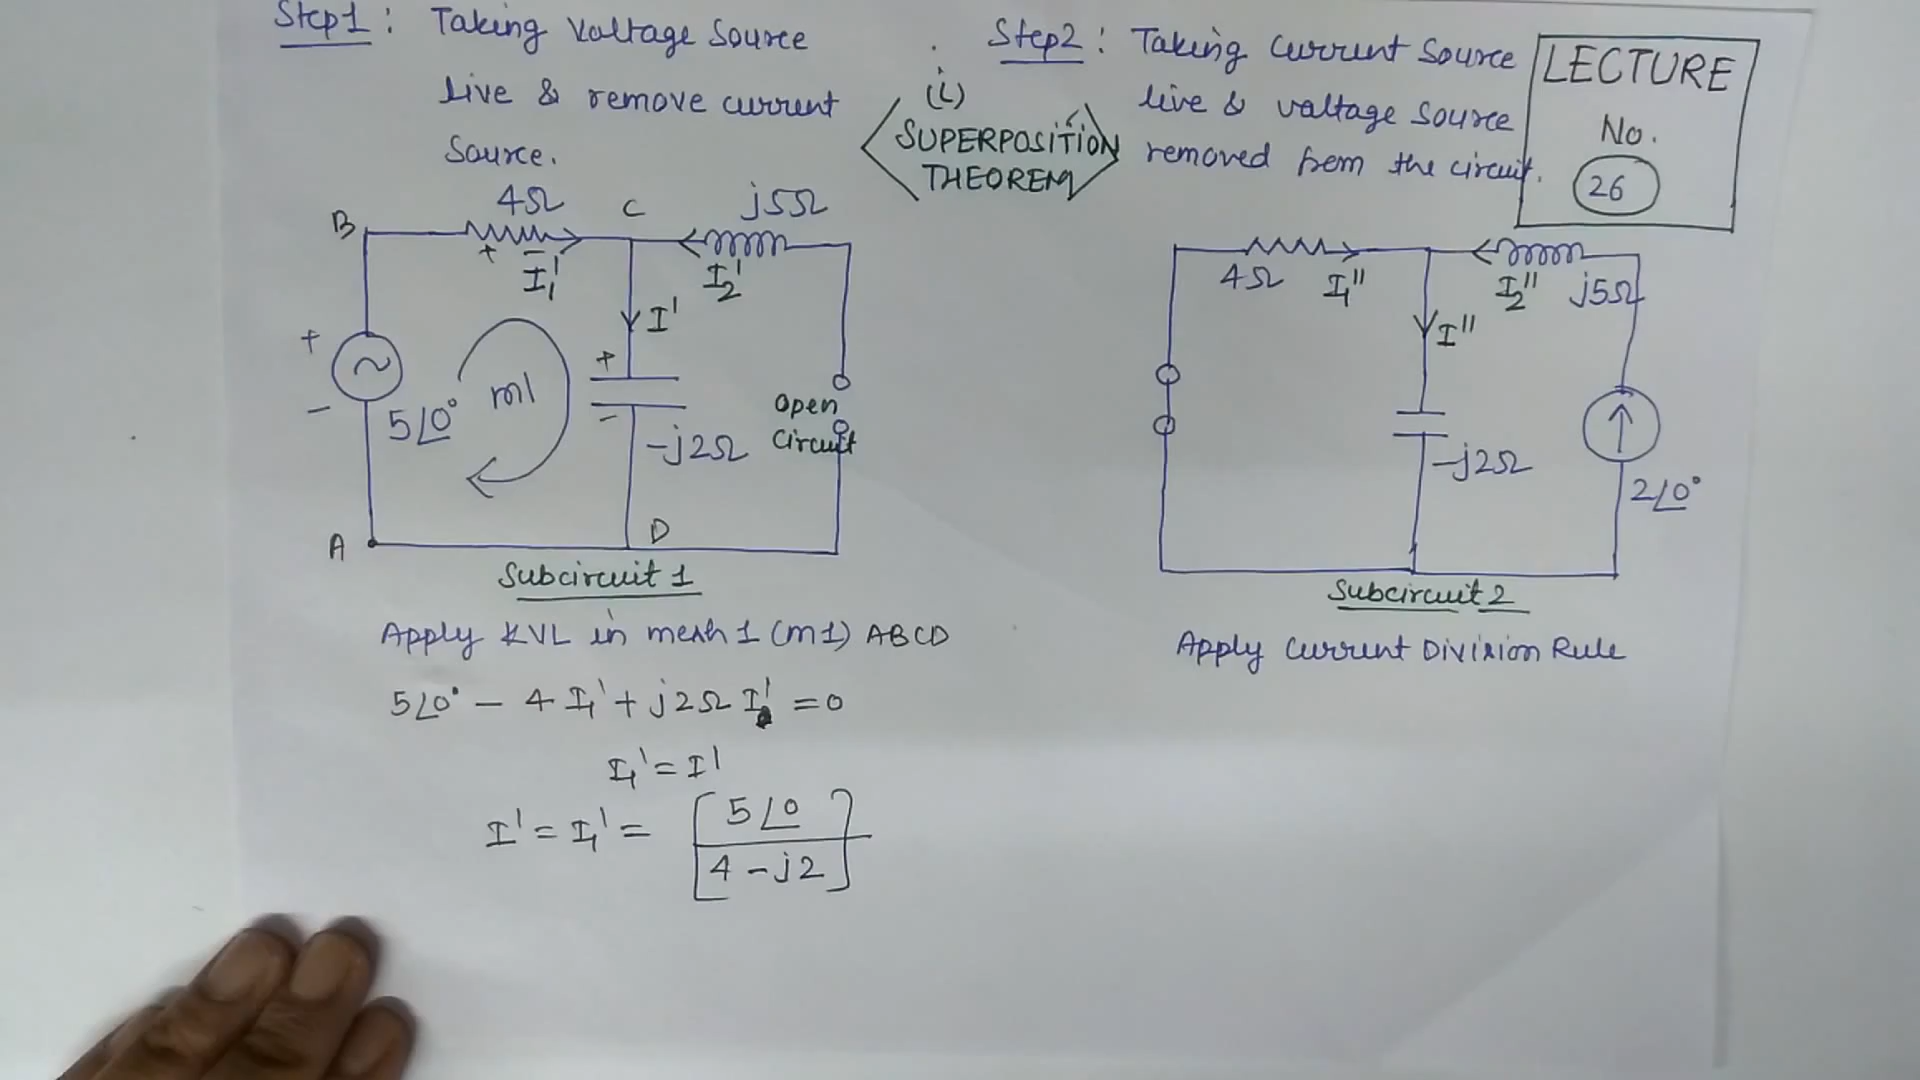 Step1: Taking Voltage Source
live & remove current
Source.
4Ω
C
j5Ω
B
+
-
I1'
I2'
I'
+
-
+
-
5∠0°
m1
Open
Circuit
-j2Ω
A
D
Subcircuit 1
Apply KVL in mesh 1 (m1) ABCD
5∠0° - 4 I1' + j2Ω I' = 0
I1' = I'
I' = I1' = [5∠0 / 4 - j2]
(i)
SUPERPOSITION
THEOREM
Step2: Taking Current Source
live & voltage source
removed from the circuit.
LECTURE
No.
26
4Ω
I1"
I2"
j5Ω
I"
-j2Ω
2∠0°
Subcircuit 2
Apply Current Division Rule